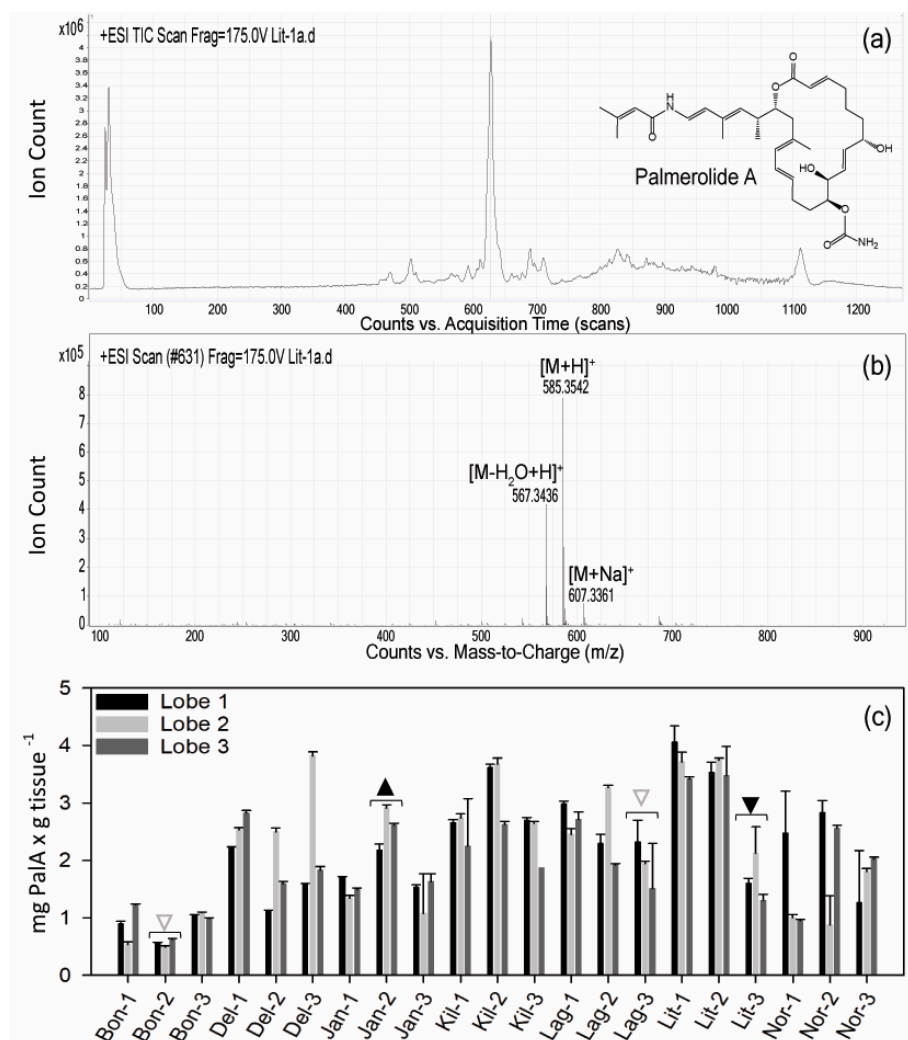 +ESI TIC Scan Frag=175.0V Lit-1a.d
(a)
x10⁶
4
3.8
3.6
3.4
3.2
3
2.8
2.6
2.4
2.2
2
1.8
1.6
1.4
1.2
1
0.8
0.6
0.4
0.2
0
Ion Count
O
O
H
N
O
OH
HO
O
O
NH₂
Palmerolide A
100 200 300 400 500 600 700 800 900 1000 1100 1200
Counts vs. Acquisition Time (scans)
+ESI Scan (#631) Frag=175.0V Lit-1a.d
(b)
x10⁵
8
7
6
5
4
3
2
1
0
Ion Count
[M+H]⁺
585.3542
[M-H₂O+H]⁺
567.3436
[M+Na]⁺
607.3361
100 200 300 400 500 600 700 800 900
Counts vs. Mass-to-Charge (m/z)
(c)
Lobe 1
Lobe 2
Lobe 3
5
4
3
2
1
0
mg PalA x g tissue ⁻¹
Bon-1 Bon-2 Bon-3 Del-1 Del-2 Del-3 Jan-1 Jan-2 Jan-3 Kil-1 Kil-2 Kil-3 Lag-1 Lag-2 Lag-3 Lit-1 Lit-2 Lit-3 Nor-1 Nor-2 Nor-3